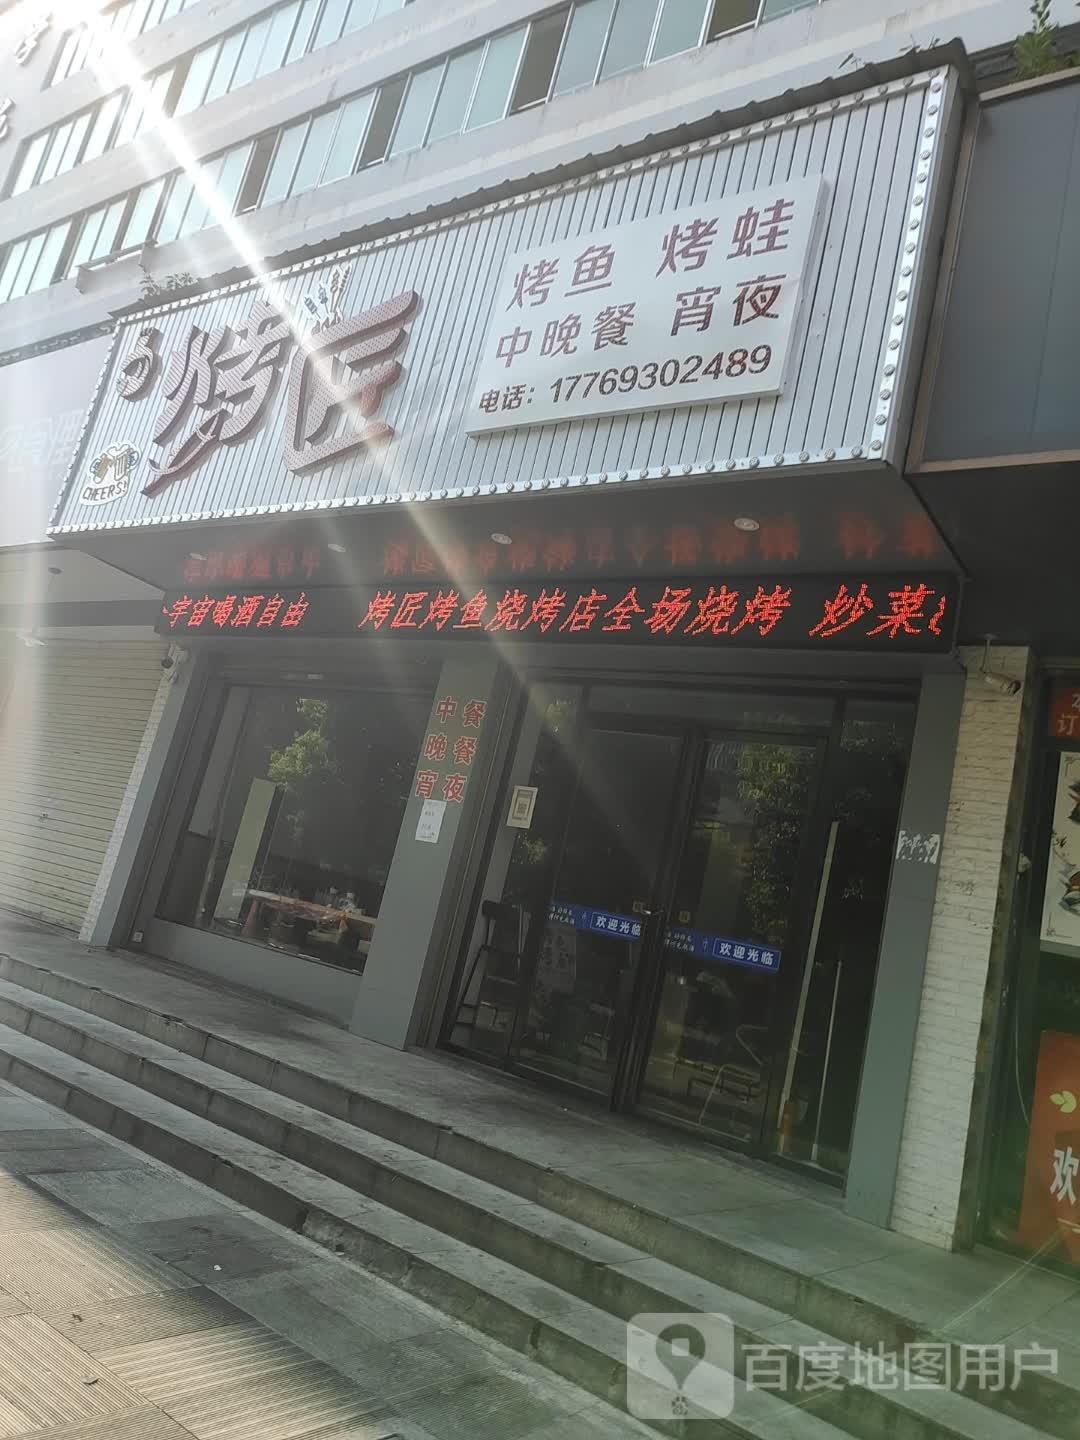 烤匠
CHEERS!
烤鱼 烤蛙
中晚餐 宵夜
电话：17769302489
宇宙喝酒自由 烤匠烤鱼烧烤店全场烧烤 炒菜
中餐
晚餐
宵夜
欢迎光临
欢迎光临
订
欢
百度地图用户